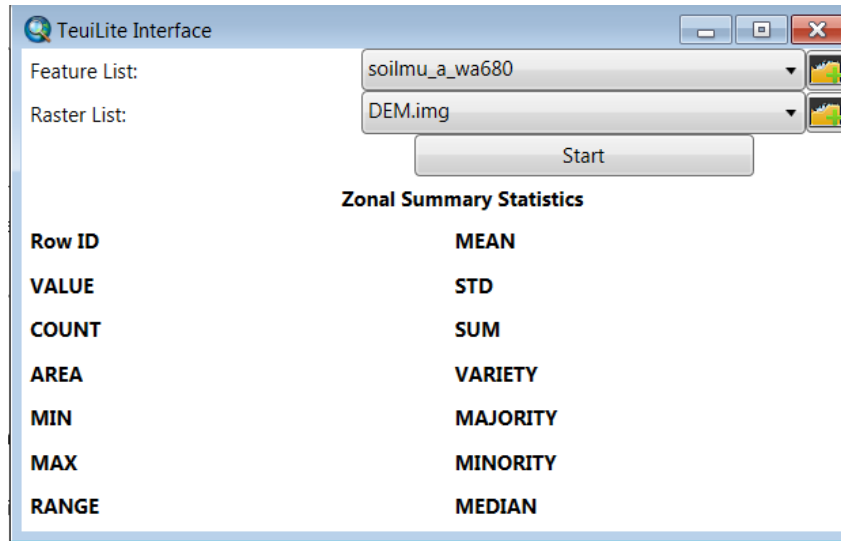 TeuiLite Interface
Feature List: soilmu_a_wa680
Raster List: DEM.img
Start
Zonal Summary Statistics
Row ID MEAN
VALUE STD
COUNT SUM
AREA VARIETY
MIN MAJORITY
MAX MINORITY
RANGE MEDIAN